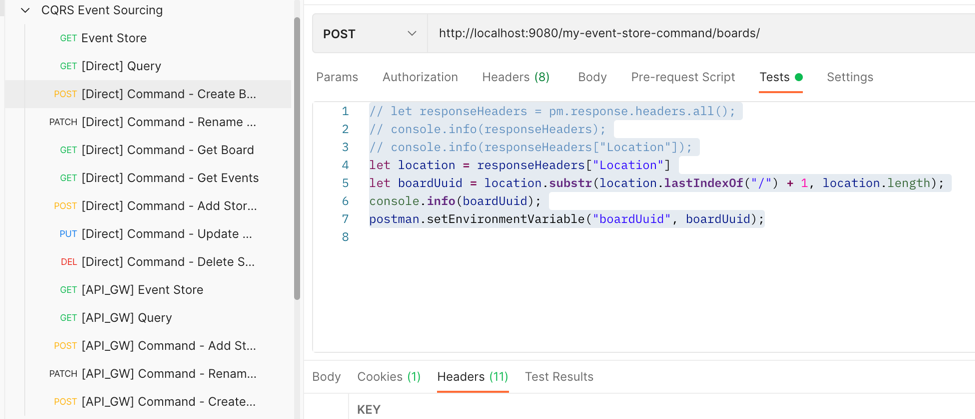 CQRS Event Sourcing
GET Event Store
GET [Direct] Query
POST [Direct] Command - Create B...
PATCH [Direct] Command - Rename ...
GET [Direct] Command - Get Board
GET [Direct] Command - Get Events
POST [Direct] Command - Add Stor...
PUT [Direct] Command - Update ...
DEL [Direct] Command - Delete S...
GET [API_GW] Event Store
GET [API_GW] Query
POST [API_GW] Command - Add St...
PATCH [API_GW] Command - Renam...
POST [API_GW] Command - Create...
POST http://localhost:9080/my-event-store-command/boards/
Params Authorization Headers (8) Body Pre-request Script Tests Settings
1 // let responseHeaders = pm.response.headers.all();
2 // console.info(responseHeaders);
3 // console.info(responseHeaders["Location"]);
4 let location = responseHeaders["Location"]
5 let boardUuid = location.substr(location.lastIndexOf("/") + 1, location.length);
6 console.info(boardUuid);
7 postman.setEnvironmentVariable("boardUuid", boardUuid);
8
Body Cookies (1) Headers (11) Test Results
KEY